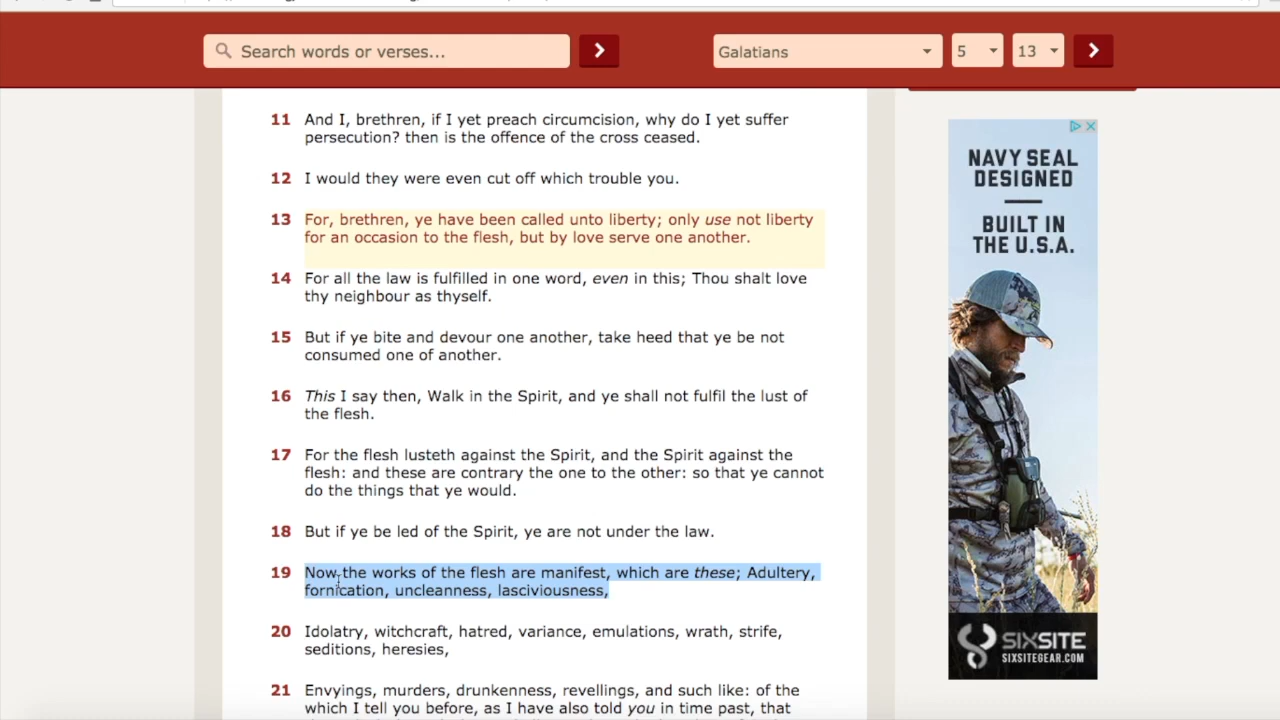 Search words or verses...
Galatians
5
13
11 And I, brethren, if I yet preach circumcision, why do I yet suffer
persecution? then is the offence of the cross ceased.
12 I would they were even cut off which trouble you.
13 For, brethren, ye have been called unto liberty; only use not liberty
for an occasion to the flesh, but by love serve one another.
14 For all the law is fulfilled in one word, even in this; Thou shalt love
thy neighbour as thyself.
15 But if ye bite and devour one another, take heed that ye be not
consumed one of another.
16 This I say then, Walk in the Spirit, and ye shall not fulfil the lust of
the flesh.
17 For the flesh lusteth against the Spirit, and the Spirit against the
flesh: and these are contrary the one to the other: so that ye cannot
do the things that ye would.
18 But if ye be led of the Spirit, ye are not under the law.
19 Now the works of the flesh are manifest, which are these; Adultery,
fornication, uncleanness, lasciviousness,
20 Idolatry, witchcraft, hatred, variance, emulations, wrath, strife,
seditions, heresies,
21 Envyings, murders, drunkenness, revellings, and such like: of the
which I tell you before, as I have also told you in time past, that
NAVY SEAL
DESIGNED
BUILT IN
THE U.S.A.
SIXSITE
SIXSITEGEAR.COM